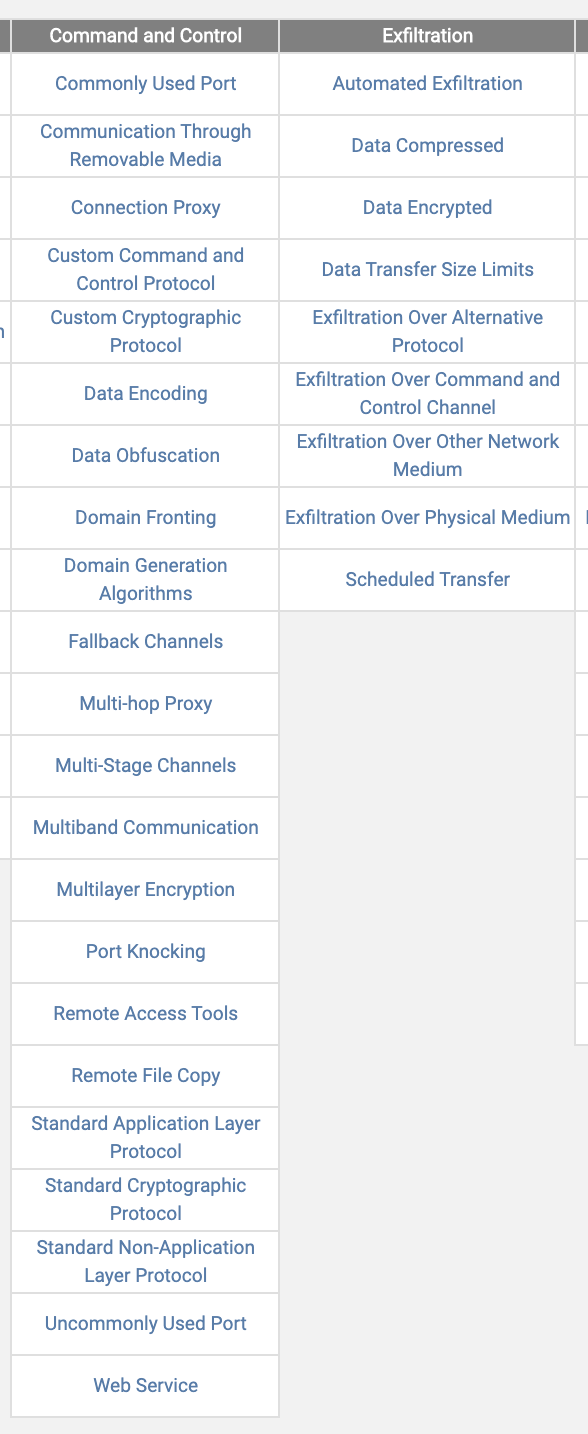 Command and Control
Commonly Used Port
Communication Through
Removable Media
Connection Proxy
Custom Command and
Control Protocol
Custom Cryptographic
Protocol
Data Encoding
Data Obfuscation
Domain Fronting
Domain Generation
Algorithms
Fallback Channels
Multi-hop Proxy
Multi-Stage Channels
Multiband Communication
Multilayer Encryption
Port Knocking
Remote Access Tools
Remote File Copy
Standard Application Layer
Protocol
Standard Cryptographic
Protocol
Standard Non-Application
Layer Protocol
Uncommonly Used Port
Web Service
Exfiltration
Automated Exfiltration
Data Compressed
Data Encrypted
Data Transfer Size Limits
Exfiltration Over Alternative
Protocol
Exfiltration Over Command and
Control Channel
Exfiltration Over Other Network
Medium
Exfiltration Over Physical Medium
Scheduled Transfer